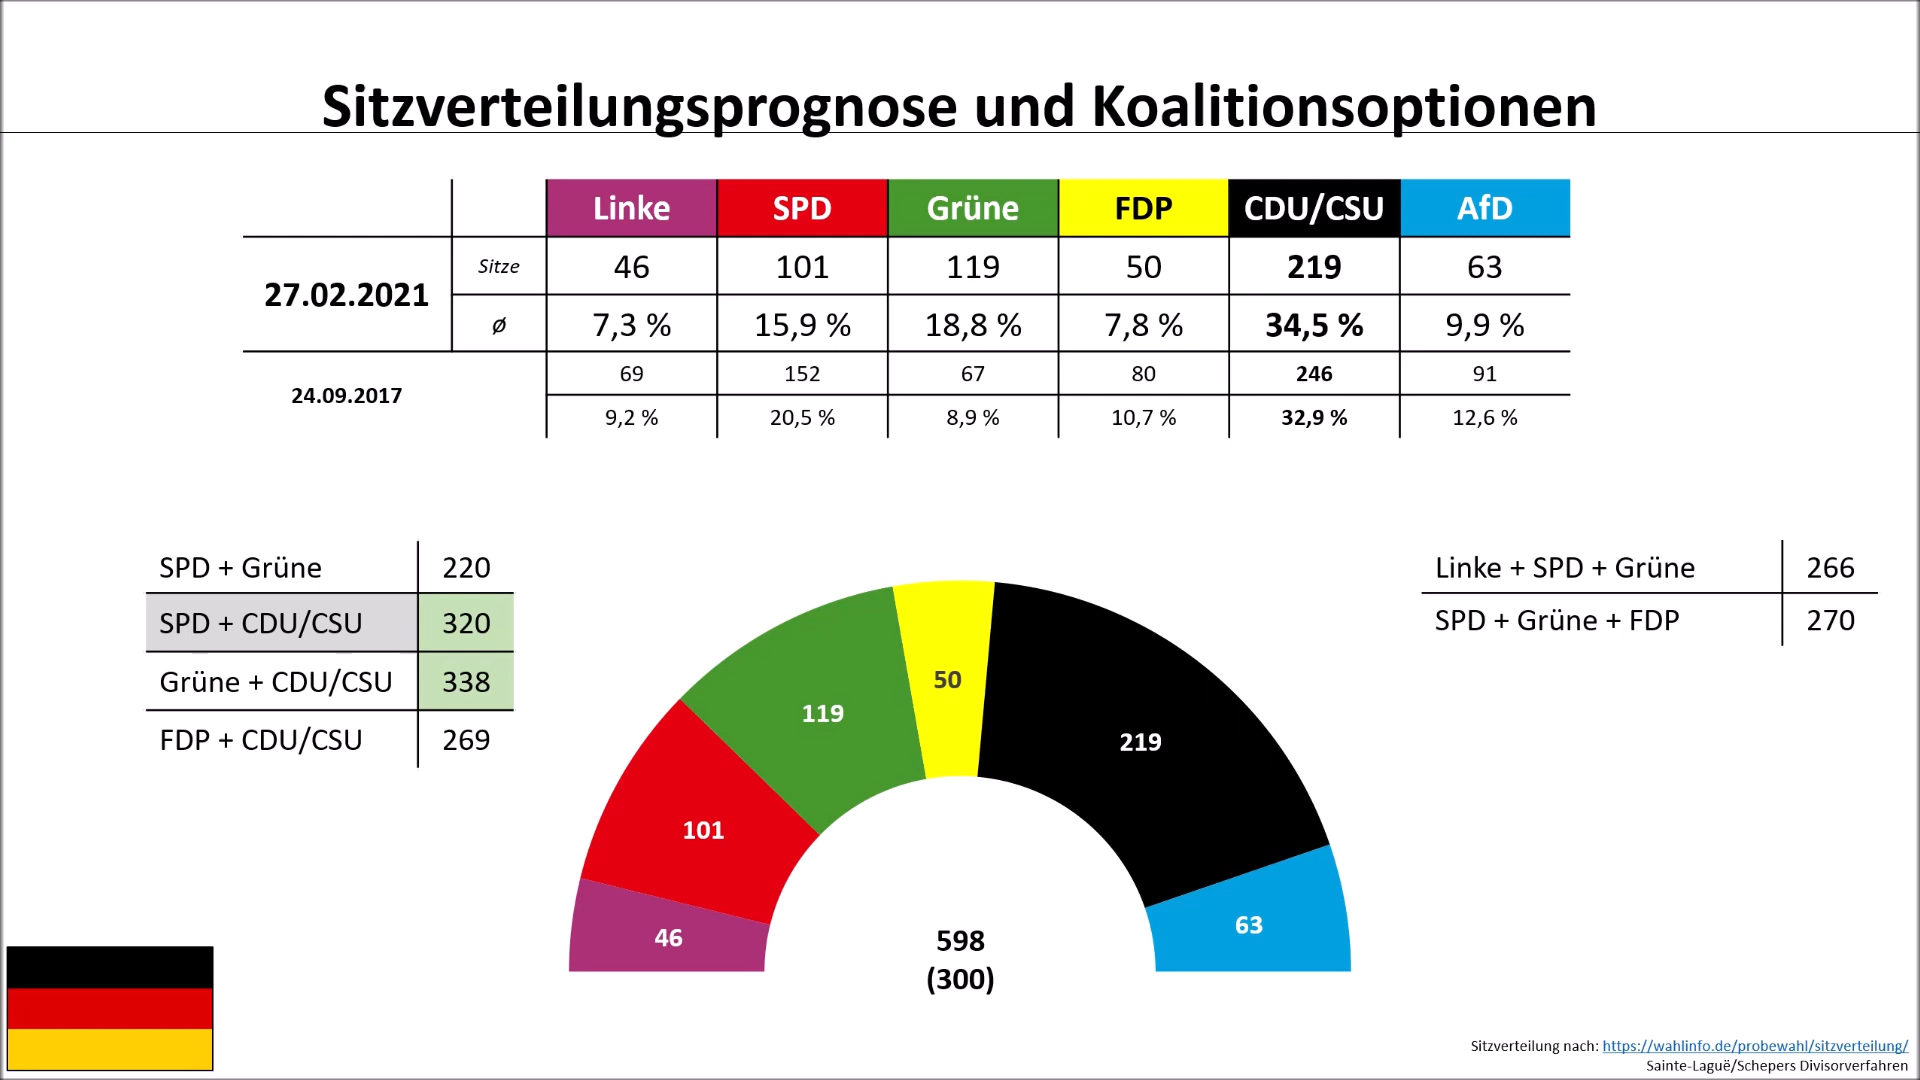 Sitzverteilungsprognose und Koalitionsoptionen
Linke SPD Grüne FDP CDU/CSU AfD
27.02.2021
Sitze 46 101 119 50 219 63
ø 7,3 % 15,9 % 18,8 % 7,8 % 34,5 % 9,9 %
24.09.2017
69 152 67 80 246 91
9,2 % 20,5 % 8,9 % 10,7 % 32,9 % 12,6 %
SPD + Grüne 220
SPD + CDU/CSU 320
Grüne + CDU/CSU 338
FDP + CDU/CSU 269
Linke + SPD + Grüne 266
SPD + Grüne + FDP 270
46
101
119
50
219
63
598
(300)
Sitzverteilung nach: https://wahlinfo.de/probewahl/sitzverteilung/
Sainte-Laguë/Schepers Divisorverfahren